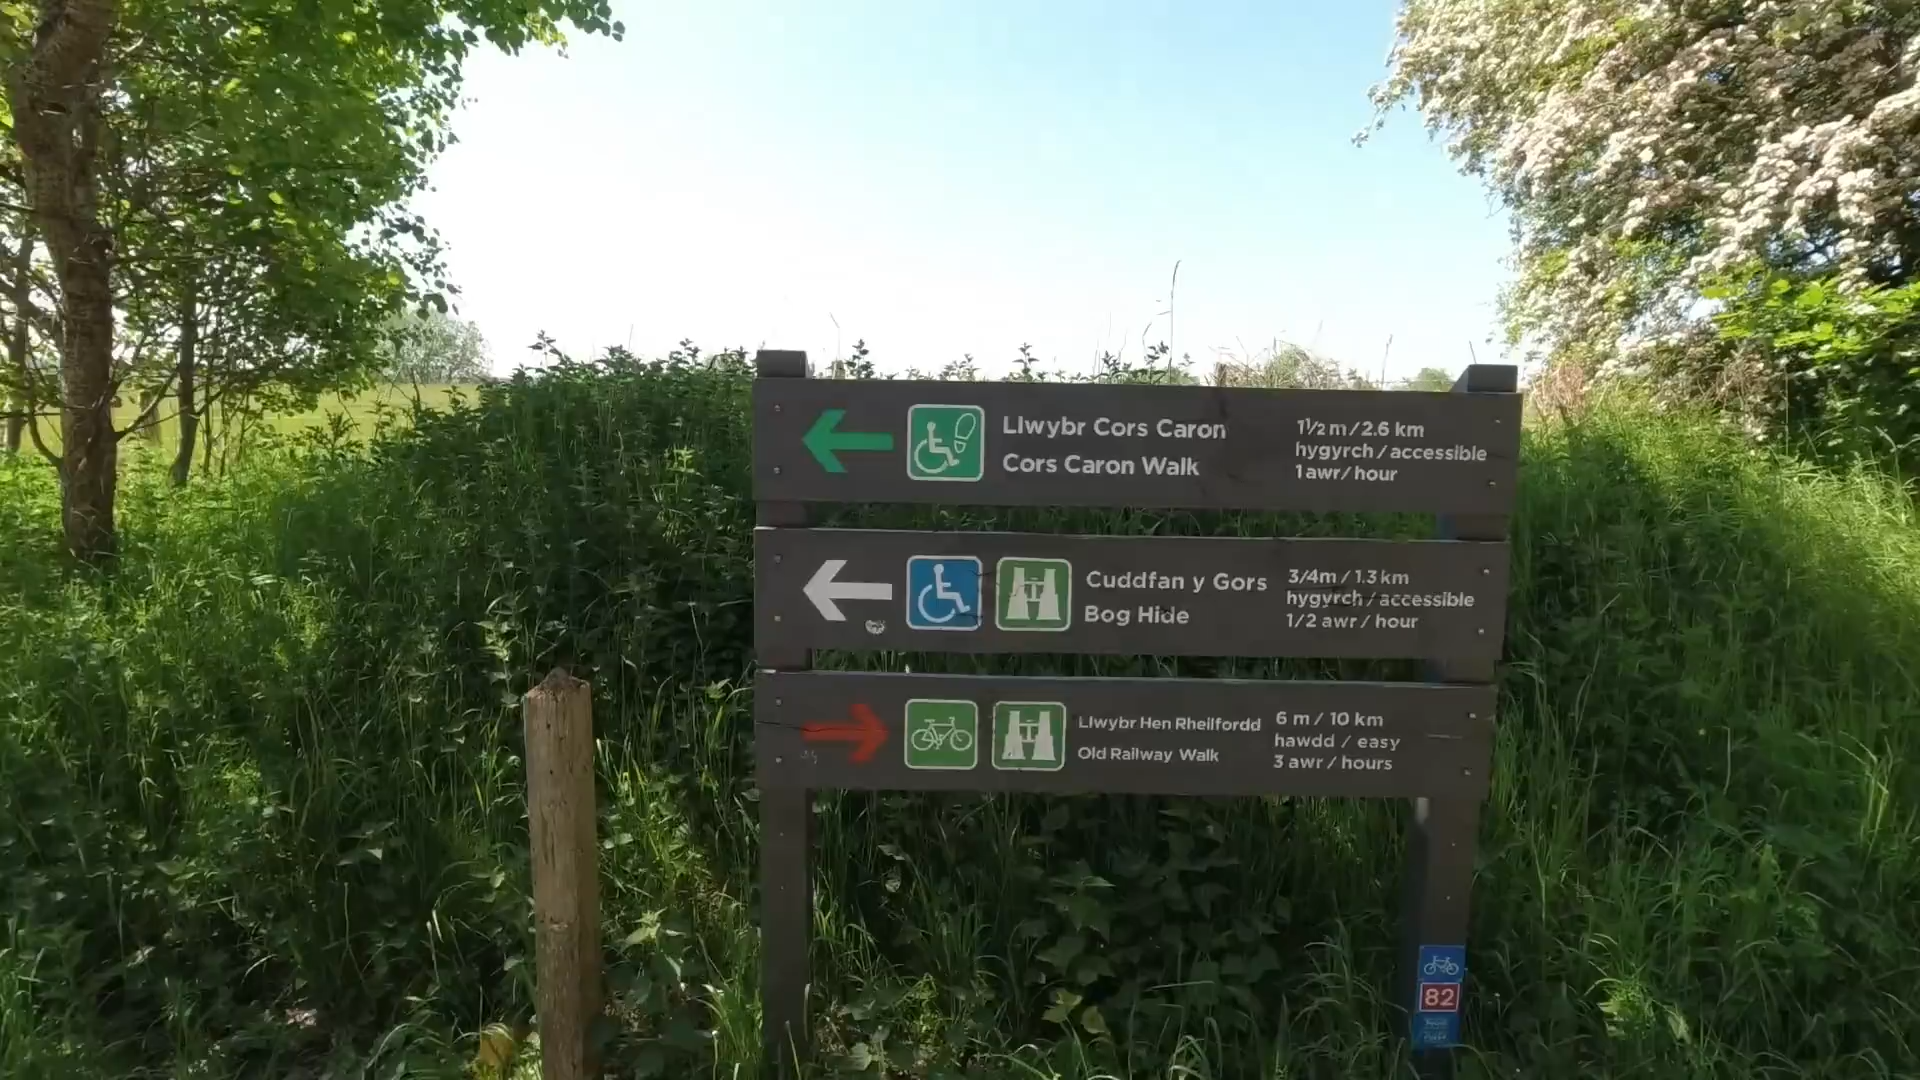 Llwybr Cors Caron
Cors Caron Walk
1½ m / 2.6 km
hygyrch / accessible
1 awr / hour
Cuddfan y Gors
Bog Hide
3/4m / 1.3 km
hygyrch / accessible
1/2 awr / hour
Llwybr Hen Rheilfordd
Old Railway Walk
6 m / 10 km
hawdd / easy
3 awr / hours
82